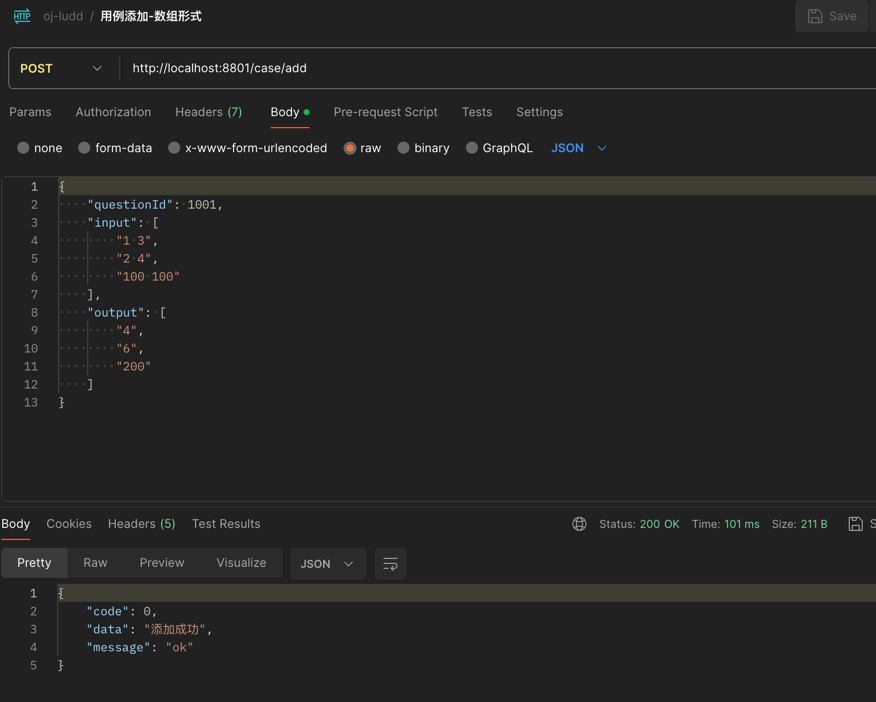 HTTP oj-ludd / 用例添加-数组形式 Save
POST http://localhost:8801/case/add
Params Authorization Headers (7) Body Pre-request Script Tests Settings
none form-data x-www-form-urlencoded raw binary GraphQL JSON
1 {
2 "questionId": 1001,
3 "input": [
4 "1 3",
5 "2 4",
6 "100 100"
7 ],
8 "output": [
9 "4",
10 "6",
11 "200"
12 ]
13 }
Body Cookies Headers (5) Test Results Status: 200 OK Time: 101 ms Size: 211 B S
Pretty Raw Preview Visualize JSON
1 {
2 "code": 0,
3 "data": "添加成功",
4 "message": "ok"
5 }